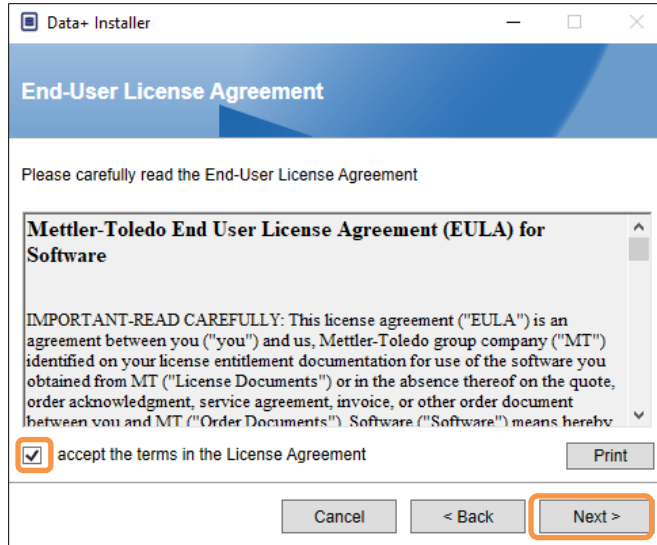 Data+ Installer
End-User License Agreement
Please carefully read the End-User License Agreement
Mettler-Toledo End User License Agreement (EULA) for
Software
IMPORTANT-READ CAREFULLY: This license agreement ("EULA") is an
agreement between you ("you") and us, Mettler-Toledo group company ("MT")
identified on your license entitlement documentation for use of the software you
obtained from MT ("License Documents") or in the absence thereof on the quote,
order acknowledgment, service agreement, invoice, or other order document
between you and MT ("Order Documents"). Software ("Software") means hereby
accept the terms in the License Agreement
Print
Cancel
< Back
Next >